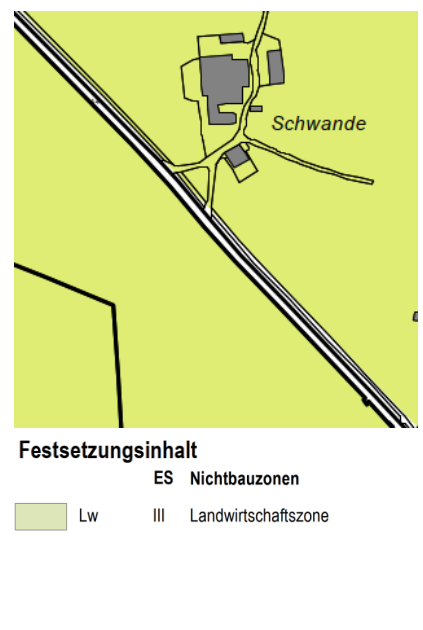 Schwande
Festsetzungsinhalt
ES Nichtbauzonen
Lw III Landwirtschaftszone